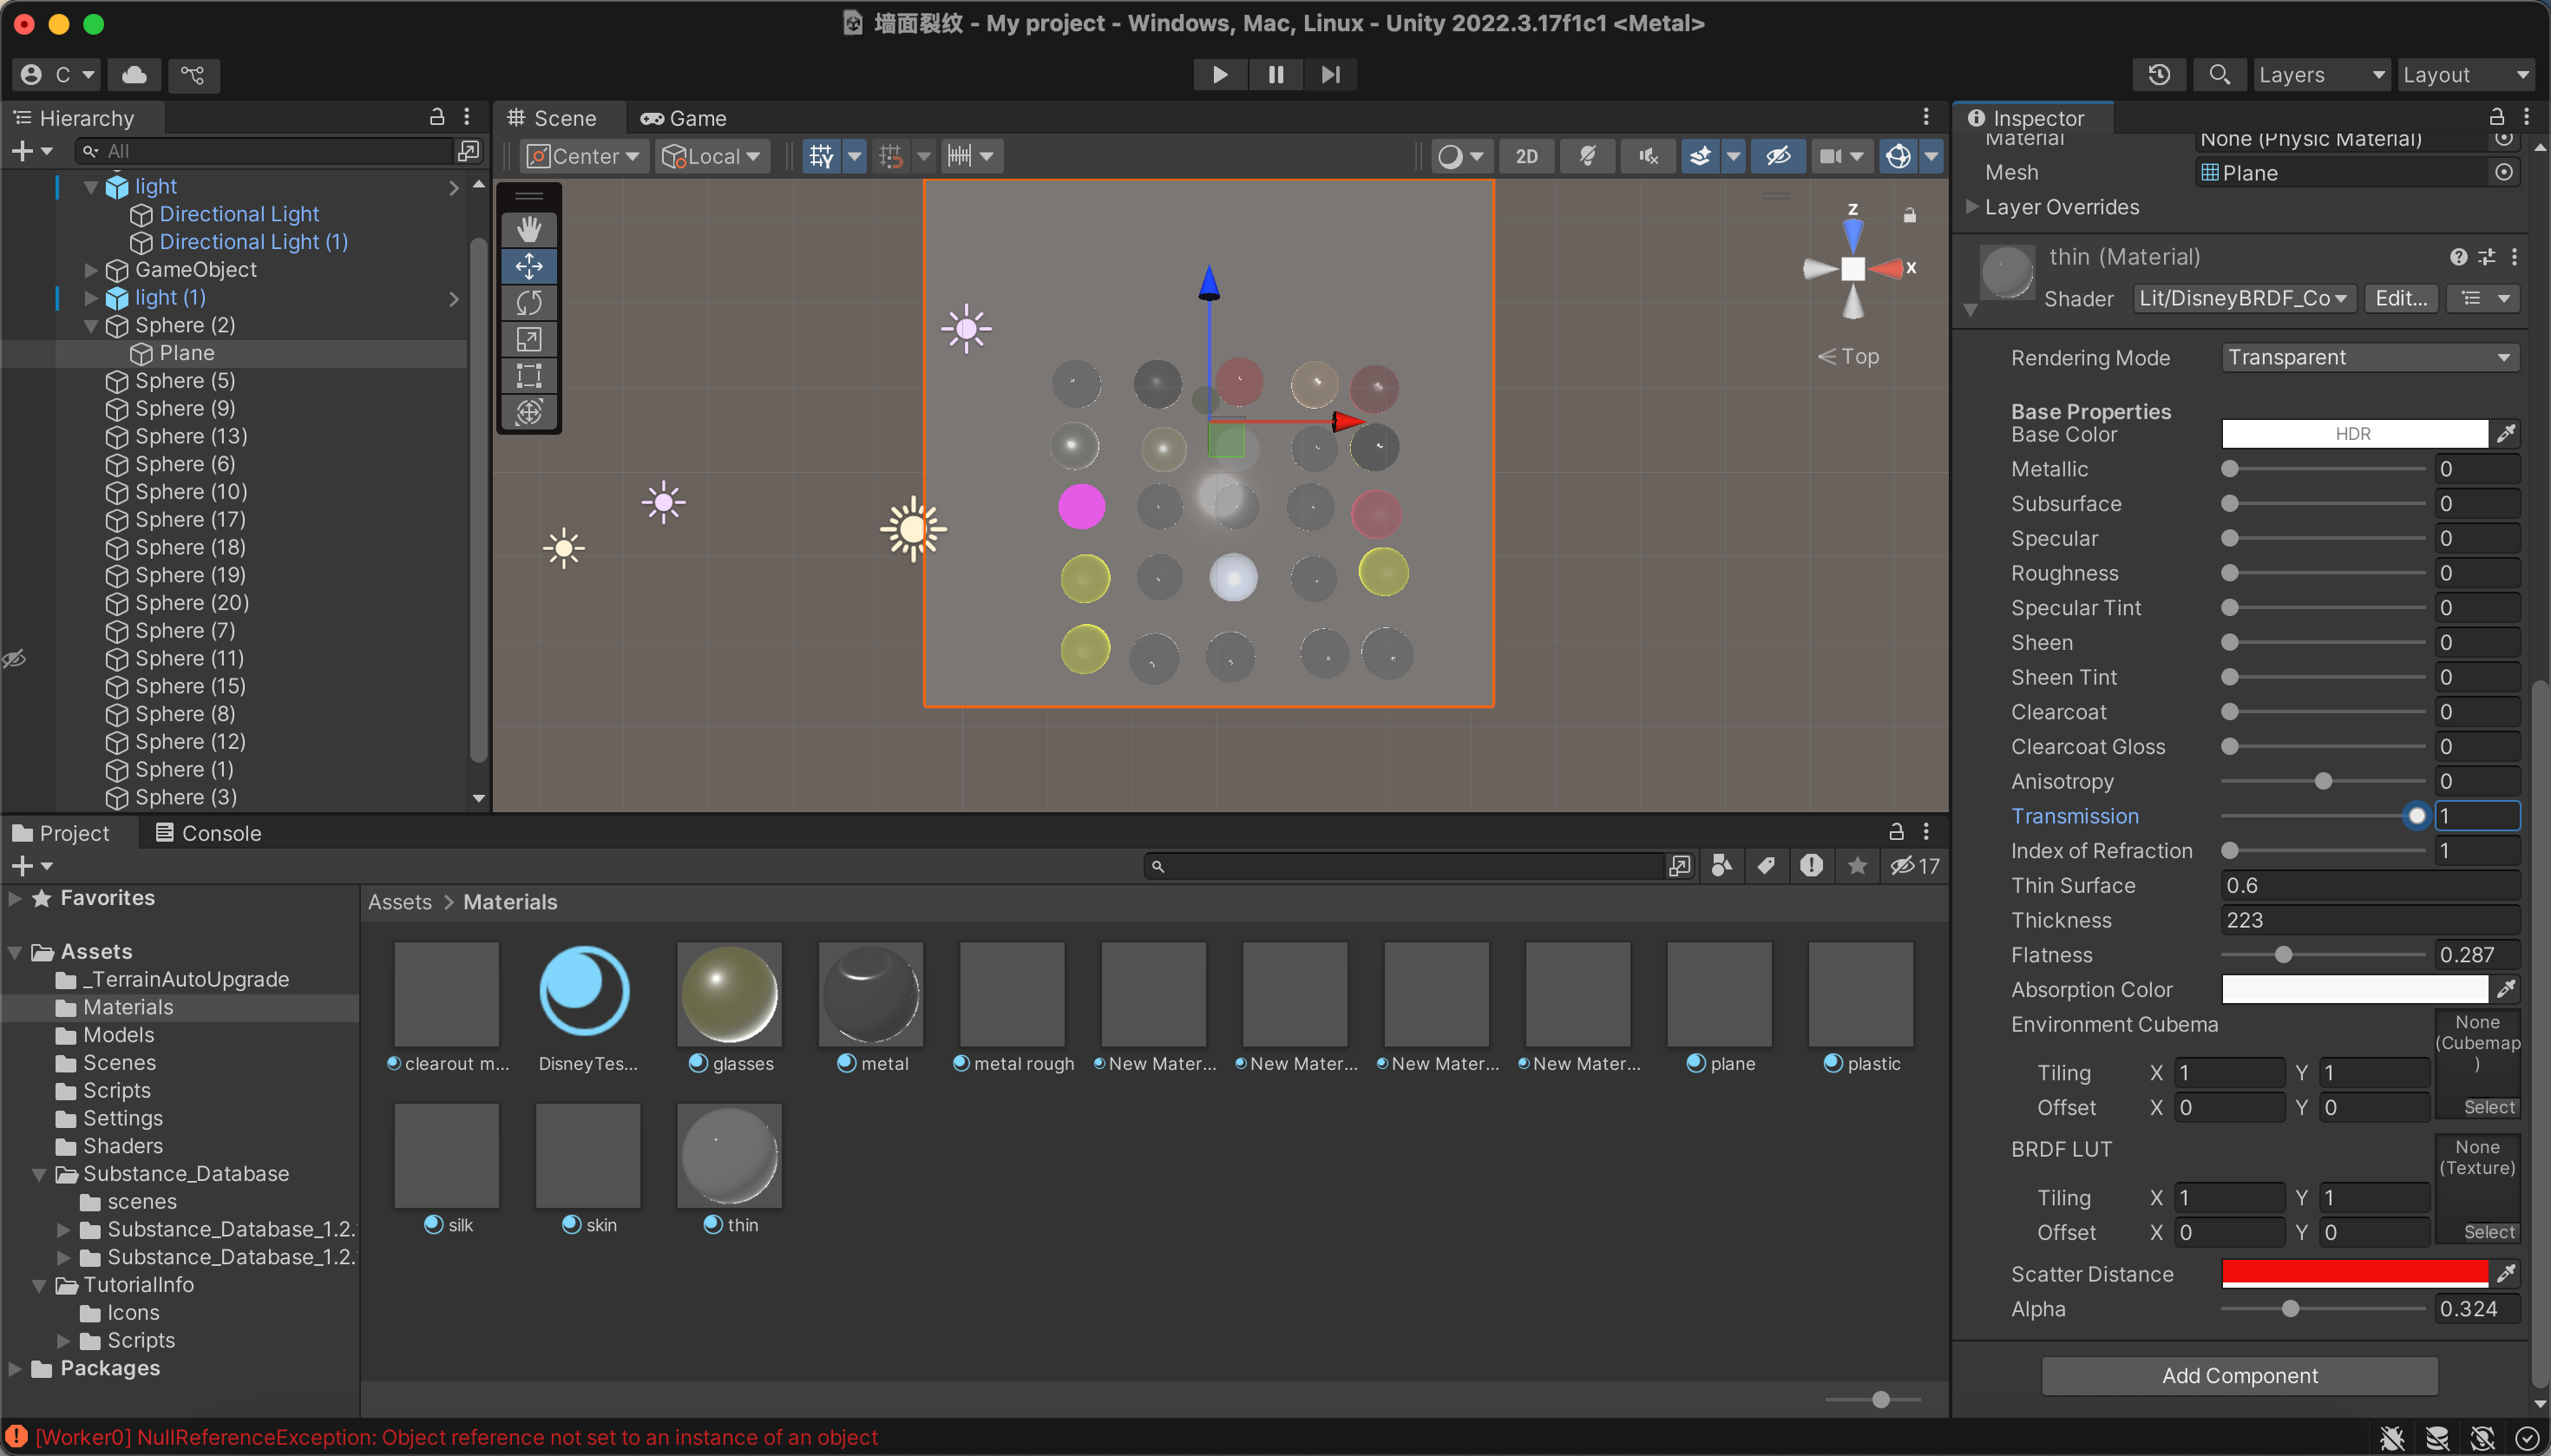 墙面裂纹 - My project - Windows, Mac, Linux - Unity 2022.3.17f1c1 <Metal>
C
Layers
Layout
Hierarchy
All
light
Directional Light
Directional Light (1)
GameObject
light (1)
Sphere (2)
Plane
Sphere (5)
Sphere (9)
Sphere (13)
Sphere (6)
Sphere (10)
Sphere (17)
Sphere (18)
Sphere (19)
Sphere (20)
Sphere (7)
Sphere (11)
Sphere (15)
Sphere (8)
Sphere (12)
Sphere (1)
Sphere (3)
Scene
Game
Center
Local
2D
z
x
Top
Inspector
Material
None (Physic Material)
Mesh
Plane
Layer Overrides
thin (Material)
Shader
Lit/DisneyBRDF_Co
Edit...
Rendering Mode
Transparent
Base Properties
Base Color
HDR
Metallic 0
Subsurface 0
Specular 0
Roughness 0
Specular Tint 0
Sheen 0
Sheen Tint 0
Clearcoat 0
Clearcoat Gloss 0
Anisotropy 0
Transmission 1
Index of Refraction 1
Thin Surface 0.6
Thickness 223
Flatness 0.287
Absorption Color
Environment Cubema
None
(Cubemap
)
Tiling X 1 Y 1
Offset X 0 Y 0
Select
BRDF LUT
None
(Texture)
Tiling X 1 Y 1
Offset X 0 Y 0
Select
Scatter Distance
Alpha 0.324
Add Component
Project
Console
17
Favorites
Assets
_TerrainAutoUpgrade
Materials
Models
Scenes
Scripts
Settings
Shaders
Substance_Database
scenes
Substance_Database_1.2.
Substance_Database_1.2.
TutorialInfo
Icons
Scripts
Packages
Assets > Materials
clearout m...
DisneyTes...
glasses
metal
metal rough
New Mater...
New Mater...
New Mater...
New Mater...
plane
plastic
silk
skin
thin
[Worker0] NullReferenceException: Object reference not set to an instance of an object